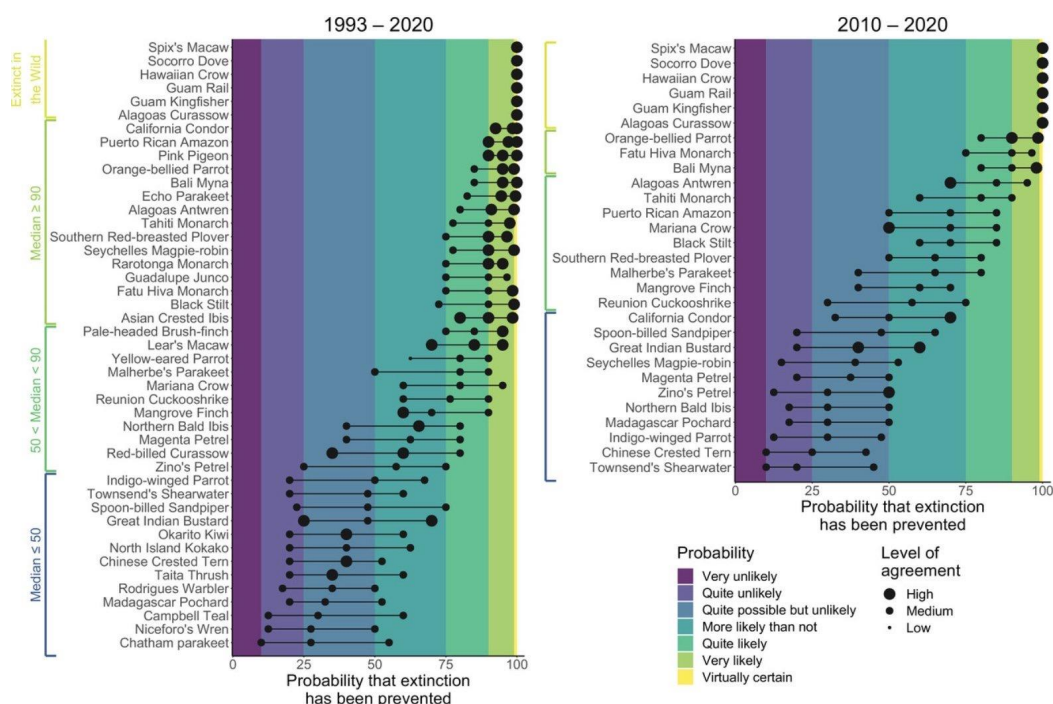 1993 – 2020
Extinct in
the Wild
Median ≥ 90
50 < Median < 90
Median ≤ 50
Spix's Macaw
Socorro Dove
Hawaiian Crow
Guam Rail
Guam Kingfisher
Alagoas Curassow
California Condor
Puerto Rican Amazon
Pink Pigeon
Orange-bellied Parrot
Bali Myna
Echo Parakeet
Alagoas Antwren
Tahiti Monarch
Southern Red-breasted Plover
Seychelles Magpie-robin
Rarotonga Monarch
Guadalupe Junco
Fatu Hiva Monarch
Black Stilt
Asian Crested Ibis
Pale-headed Brush-finch
Lear's Macaw
Yellow-eared Parrot
Malherbe's Parakeet
Mariana Crow
Reunion Cuckooshrike
Mangrove Finch
Northern Bald Ibis
Magenta Petrel
Red-billed Curassow
Zino's Petrel
Indigo-winged Parrot
Townsend's Shearwater
Spoon-billed Sandpiper
Great Indian Bustard
Okarito Kiwi
North Island Kokako
Chinese Crested Tern
Taita Thrush
Rodrigues Warbler
Madagascar Pochard
Campbell Teal
Niceforo's Wren
Chatham parakeet
0 25 50 75 100
Probability that extinction
has been prevented
2010 – 2020
Spix's Macaw
Socorro Dove
Hawaiian Crow
Guam Rail
Guam Kingfisher
Alagoas Curassow
Orange-bellied Parrot
Fatu Hiva Monarch
Bali Myna
Alagoas Antwren
Tahiti Monarch
Puerto Rican Amazon
Mariana Crow
Black Stilt
Southern Red-breasted Plover
Malherbe's Parakeet
Mangrove Finch
Reunion Cuckooshrike
California Condor
Spoon-billed Sandpiper
Great Indian Bustard
Seychelles Magpie-robin
Magenta Petrel
Zino's Petrel
Northern Bald Ibis
Madagascar Pochard
Indigo-winged Parrot
Chinese Crested Tern
Townsend's Shearwater
0 25 50 75 100
Probability that extinction
has been prevented
Probability
Very unlikely
Quite unlikely
Quite possible but unlikely
More likely than not
Quite likely
Very likely
Virtually certain
Level of
agreement
High
Medium
Low